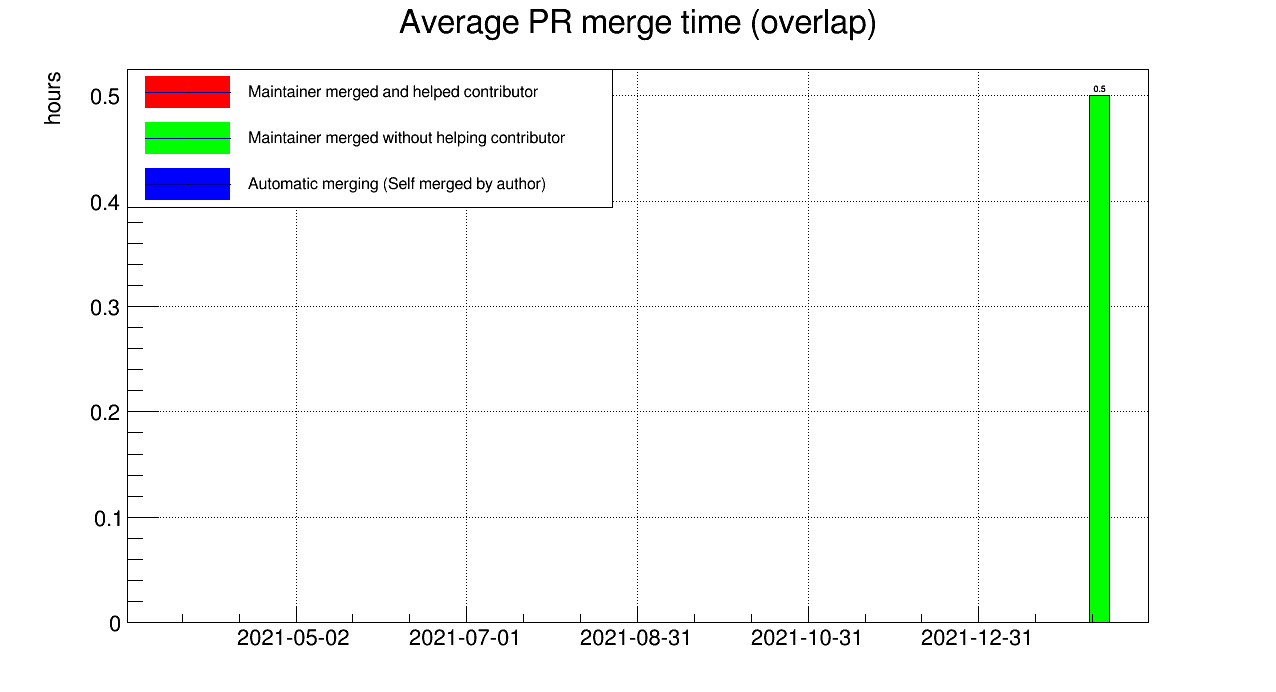 Average PR merge time (overlap)
hours
Maintainer merged and helped contributor
Maintainer merged without helping contributor
Automatic merging (Self merged by author)
0.5
0.5
0.4
0.3
0.2
0.1
0
2021-05-02 2021-07-01 2021-08-31 2021-10-31 2021-12-31